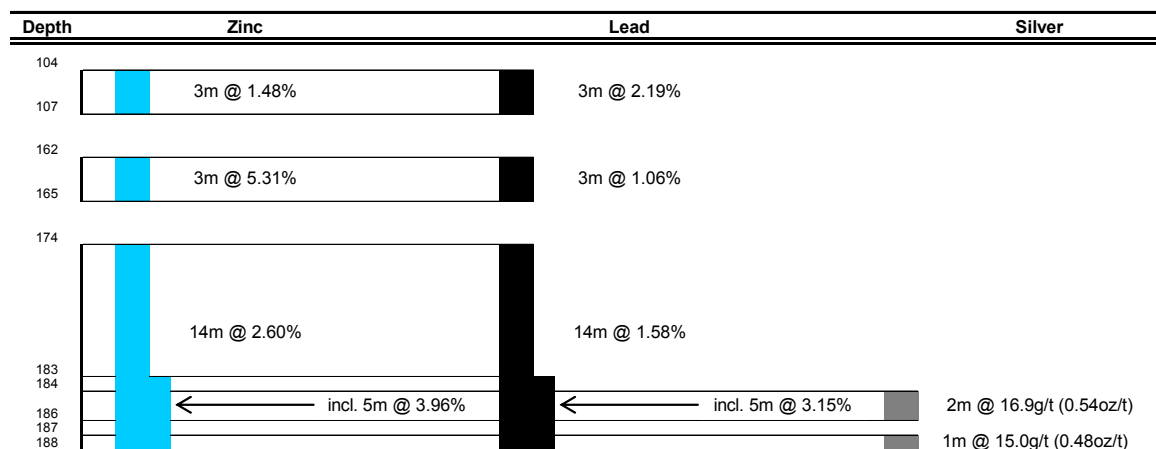 Depth Zinc Lead Silver
104
3m @ 1.48% 3m @ 2.19%
107
162
3m @ 5.31% 3m @ 1.06%
165
174
14m @ 2.60% 14m @ 1.58%
183
184
incl. 5m @ 3.96% incl. 5m @ 3.15% 2m @ 16.9g/t (0.54oz/t)
186
187
188 1m @ 15.0g/t (0.48oz/t)